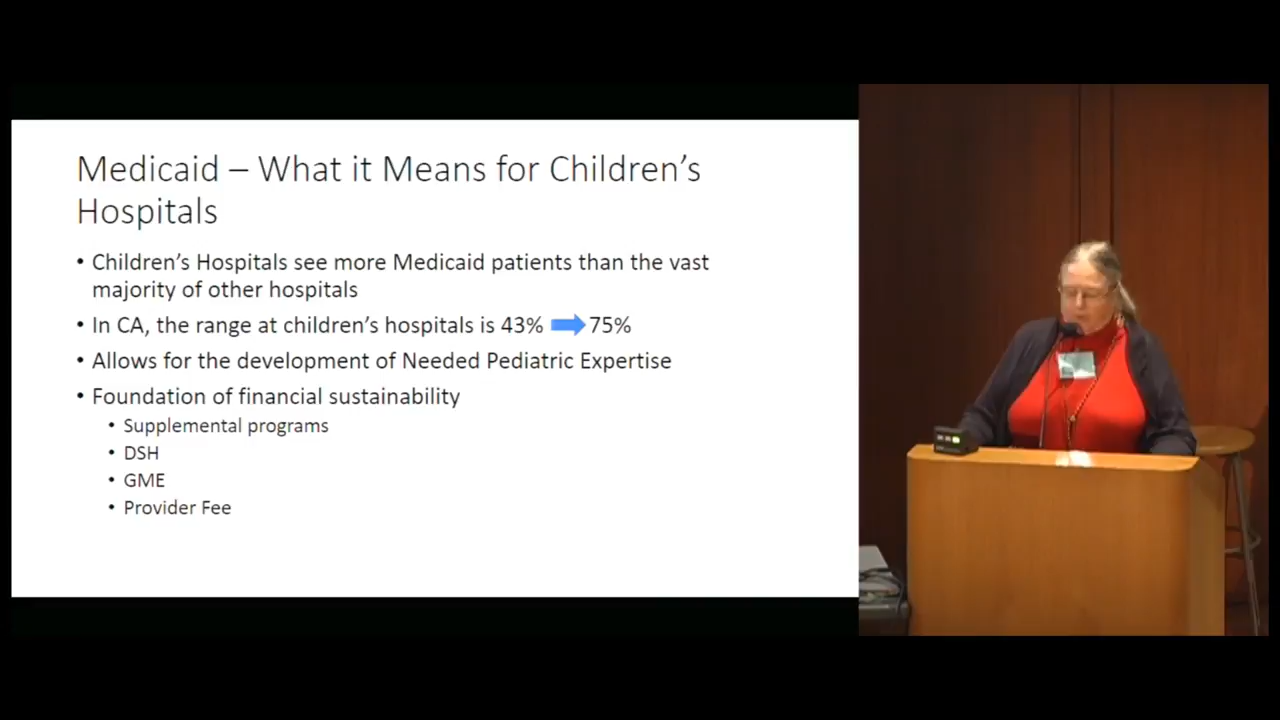 Medicaid – What it Means for Children's
Hospitals
• Children's Hospitals see more Medicaid patients than the vast
majority of other hospitals
• In CA, the range at children's hospitals is 43% 75%
• Allows for the development of Needed Pediatric Expertise
• Foundation of financial sustainability
• Supplemental programs
• DSH
• GME
• Provider Fee